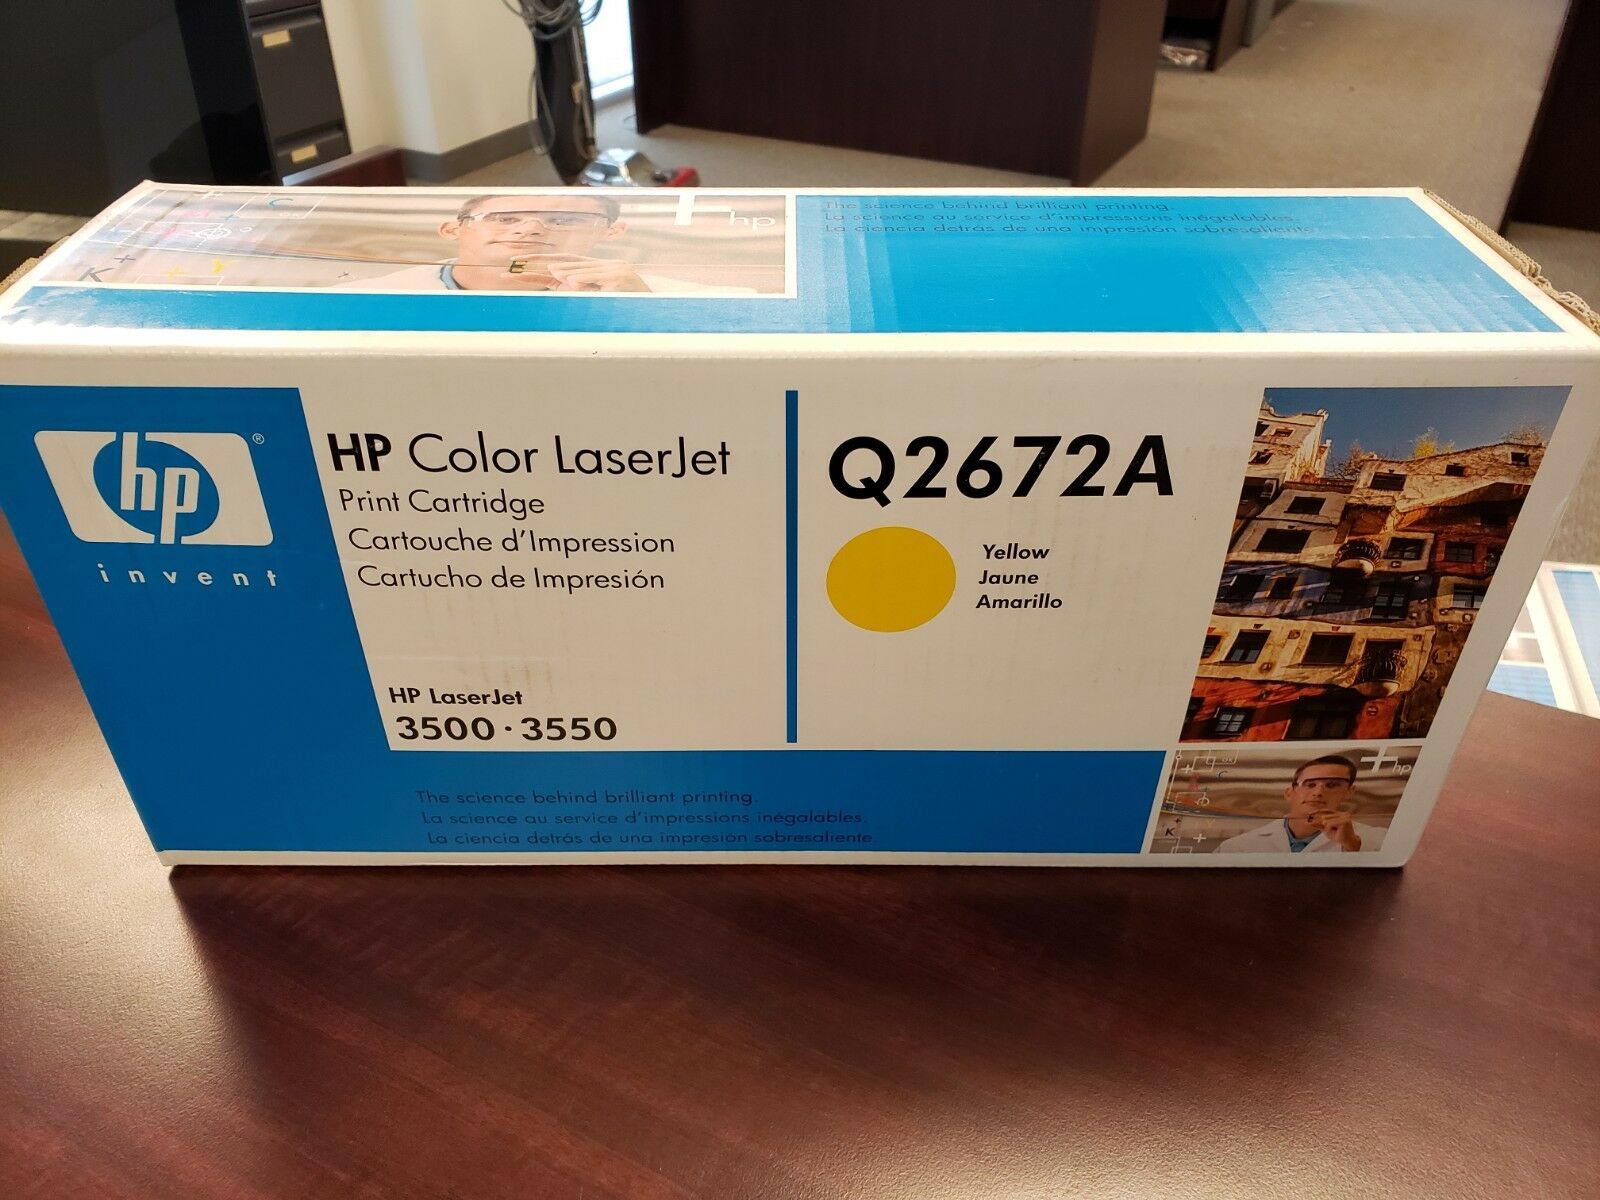 C
M
K
Y
E
hp
The science behind brilliant printing.
La science au service d'impressions inégalables.
La ciencia detrás de una impresión sobresaliente.
hp
®
invent
HP Color LaserJet
Print Cartridge
Cartouche d'Impression
Cartucho de Impresión
HP LaserJet
3500 · 3550
Q2672A
Yellow
Jaune
Amarillo
The science behind brilliant printing.
La science au service d'impressions inégalables.
La ciencia detrás de una impresión sobresaliente.
C
K
hp